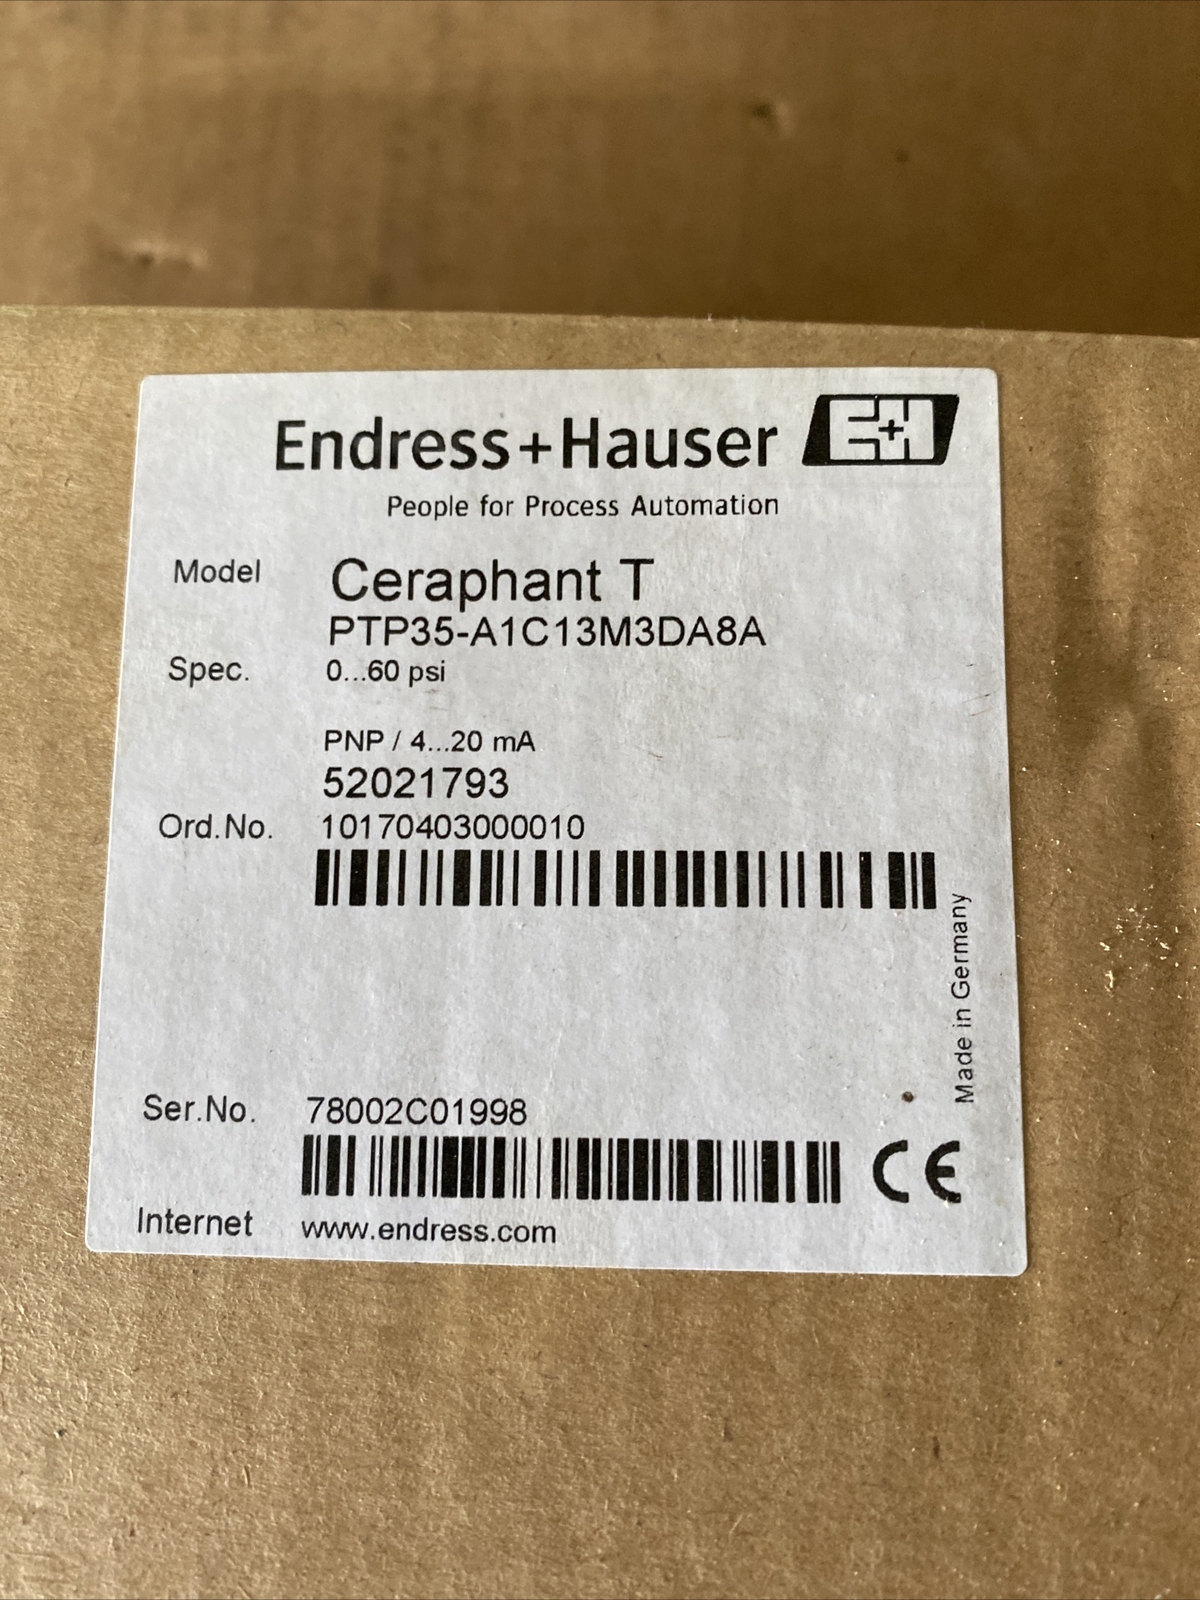 Endress+Hauser E+H
People for Process Automation
Model Ceraphant T
PTP35-A1C13M3DA8A
Spec. 0...60 psi
PNP / 4...20 mA
52021793
Ord.No. 10170403000010
Made in Germany
Ser.No. 78002C01998
CE
Internet www.endress.com